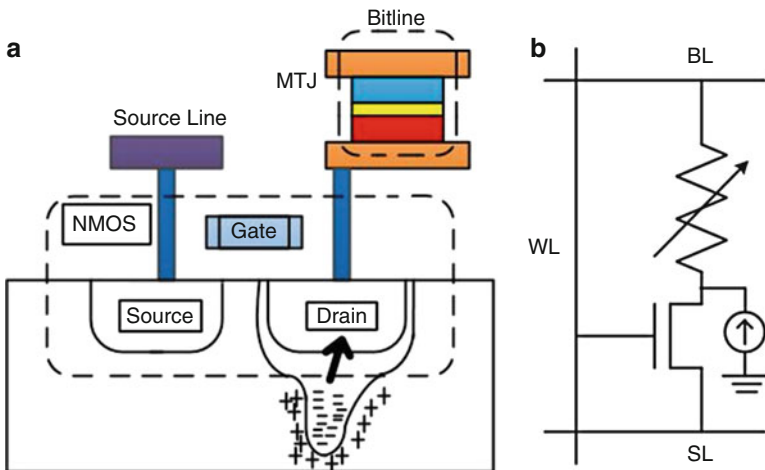 a
Bitline
MTJ
Source Line
NMOS
Gate
Source
Drain
b
BL
WL
SL